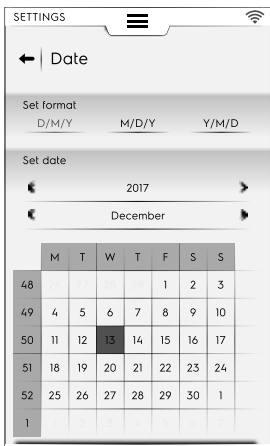 SETTINGS
Date
Set format
D/M/Y M/D/Y Y/M/D
Set date
2017
December
M T W T F S S
48 1 2 3
49 4 5 6 7 8 9 10
50 11 12 13 14 15 16 17
51 18 19 20 21 22 23 24
52 25 26 27 28 29 30 1
1